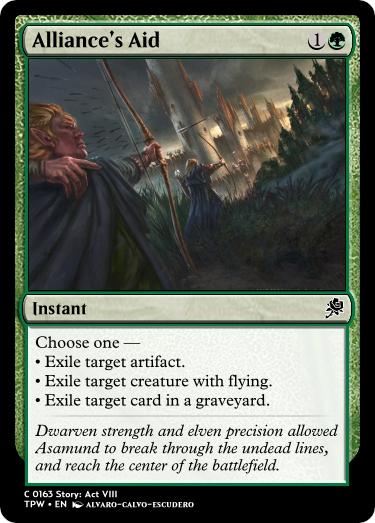 Alliance's Aid 1
Instant
Choose one —
• Exile target artifact.
• Exile target creature with flying.
• Exile target card in a graveyard.
Dwarven strength and elven precision allowed
Asamund to break through the undead lines,
and reach the center of the battlefield.
C 0163 Story: Act VIII
TPW • EN ALVARO-CALVO-ESCUDERO